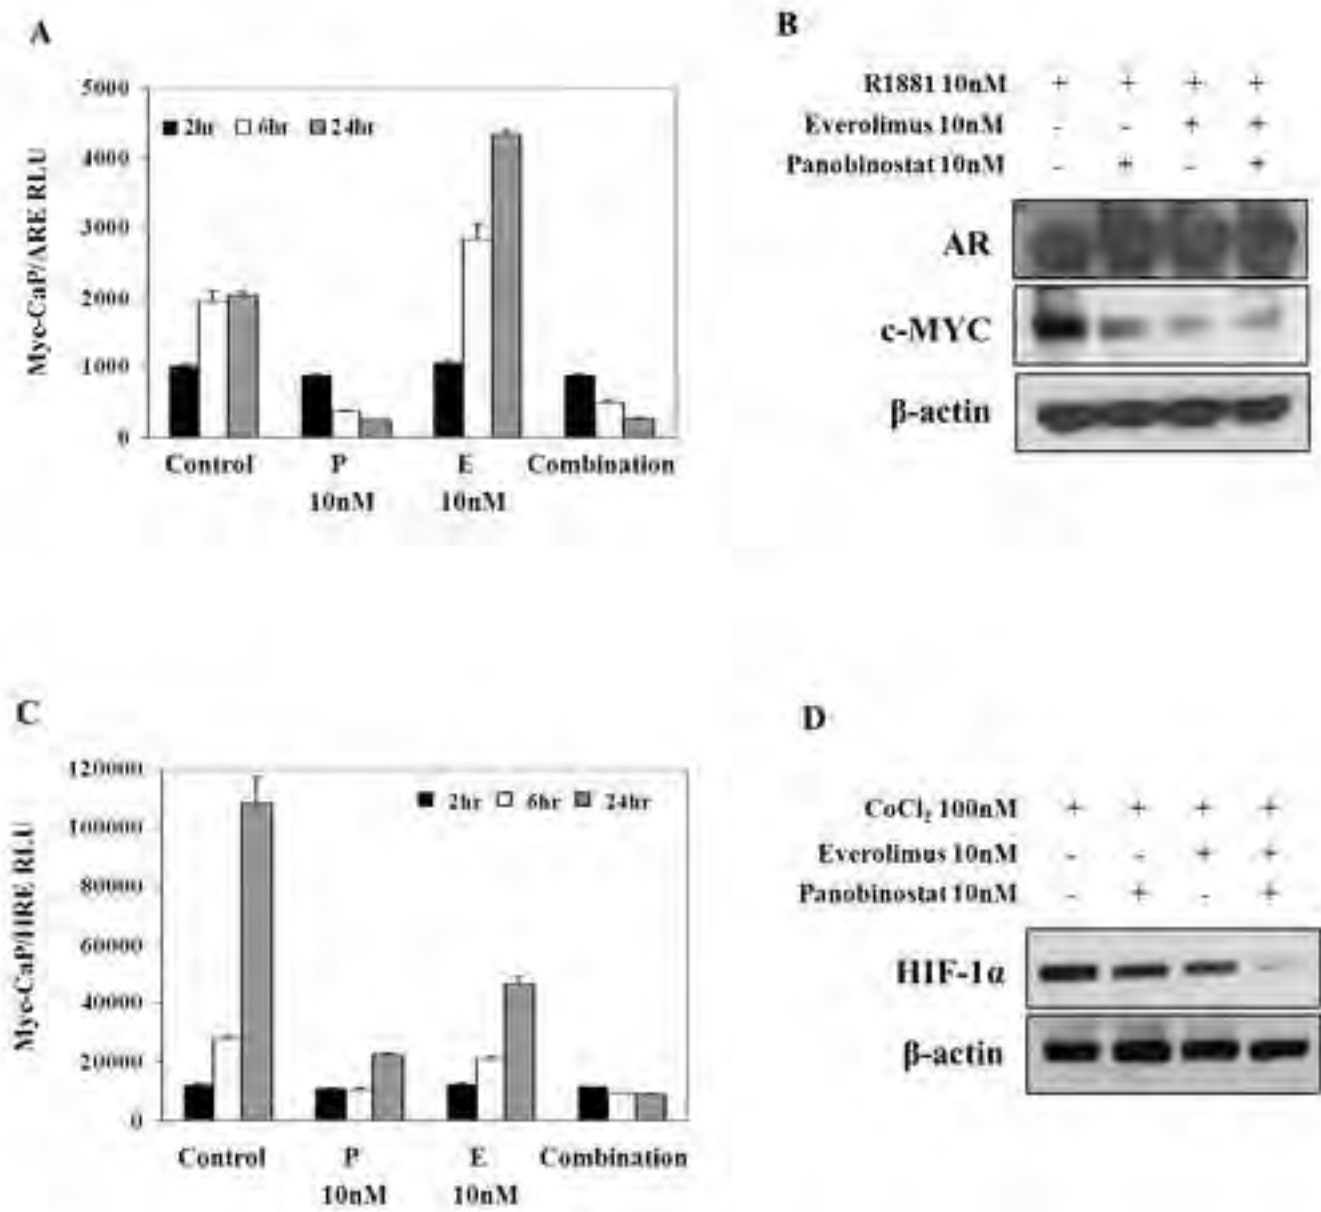 A
Myc-CaP/ARE RLU
5000
4000
3000
2000
1000
0
2hr 6hr 24hr
Control P E Combination
10nM 10nM
B
R1881 10nM + + + +
Everolimus 10nM - - + +
Panobinostat 10nM - + - +
AR
c-MYC
β-actin
C
Myc-CaP/HRE RLU
120000
100000
80000
60000
40000
20000
0
2hr 6hr 24hr
Control P E Combination
10nM 10nM
D
CoCl₂ 100nM + + + +
Everolimus 10nM - - + +
Panobinostat 10nM - + - +
HIF-1α
β-actin